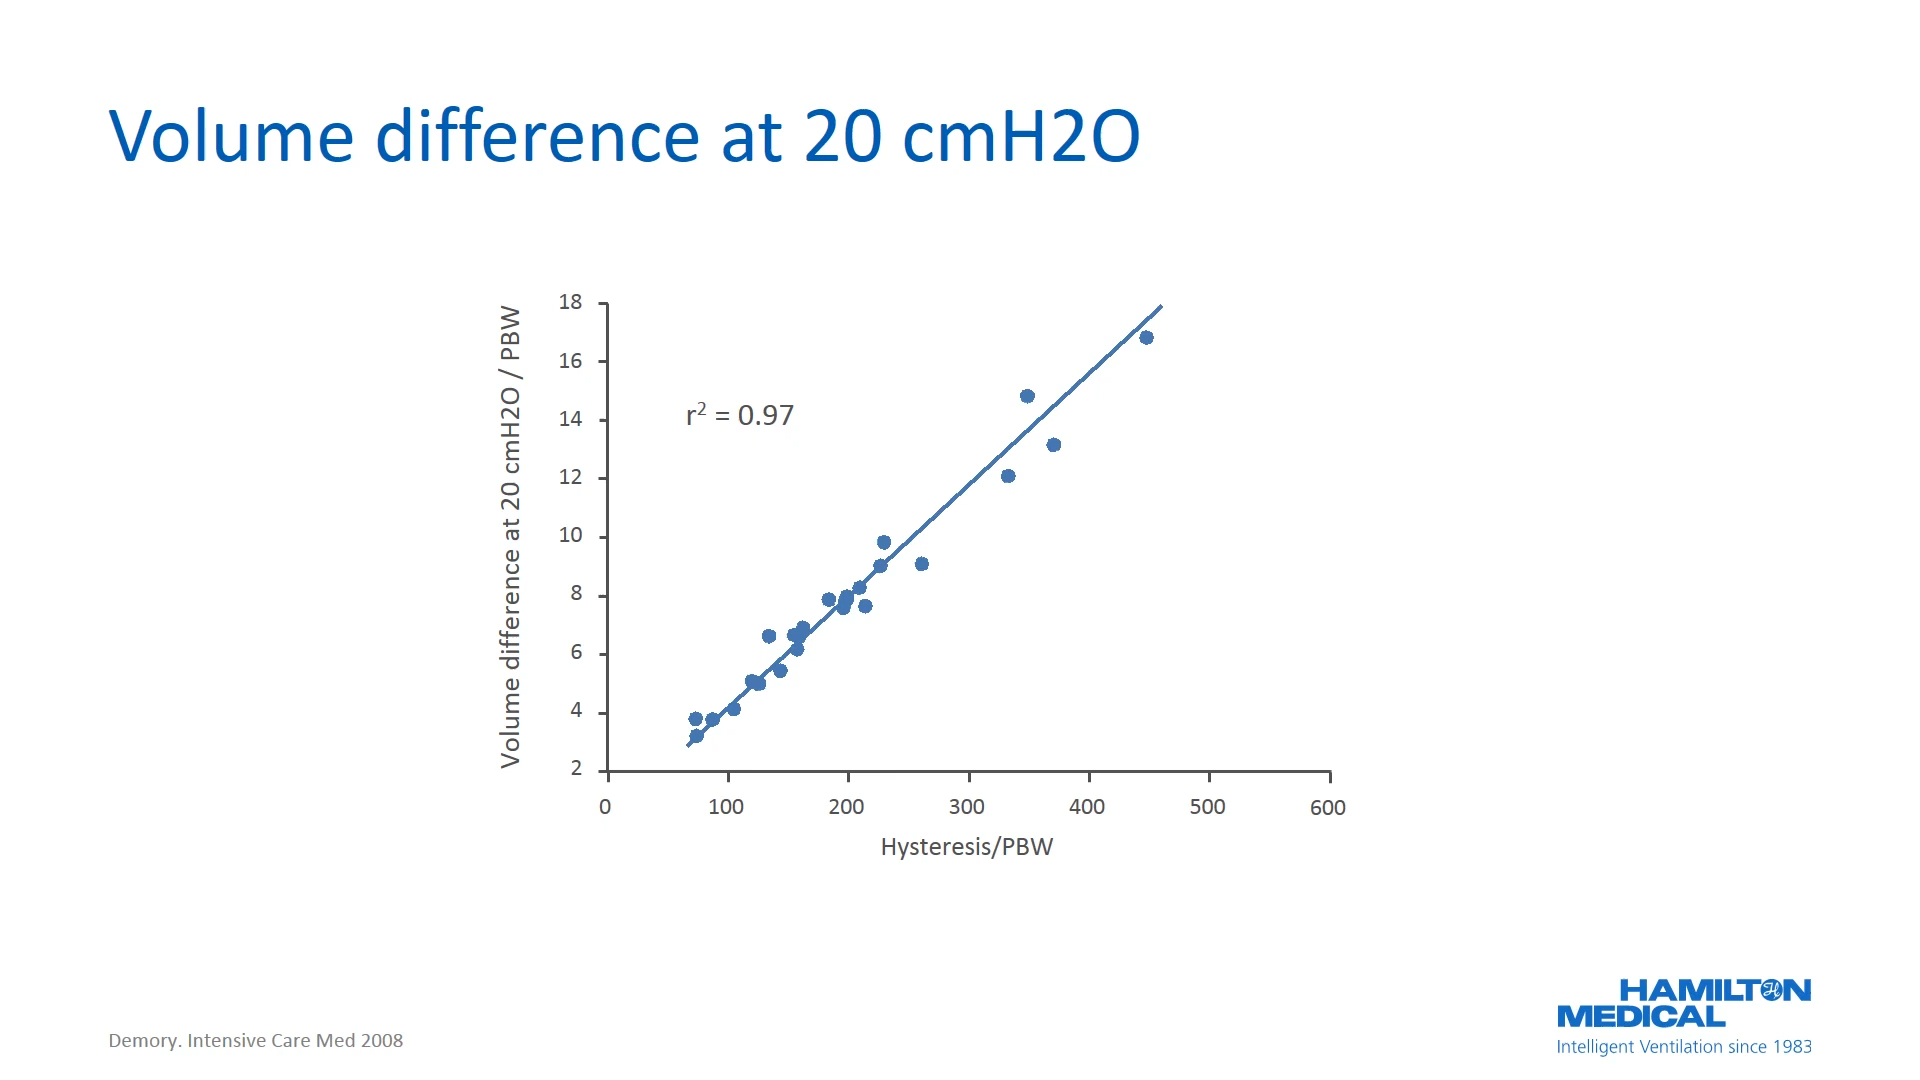 Volume difference at 20 cmH2O
Volume difference at 20 cmH2O / PBW
18
16
14
12
10
8
6
4
2
r² = 0.97
0 100 200 300 400 500 600
Hysteresis/PBW
Demory. Intensive Care Med 2008
HAMILTON
MEDICAL
Intelligent Ventilation since 1983